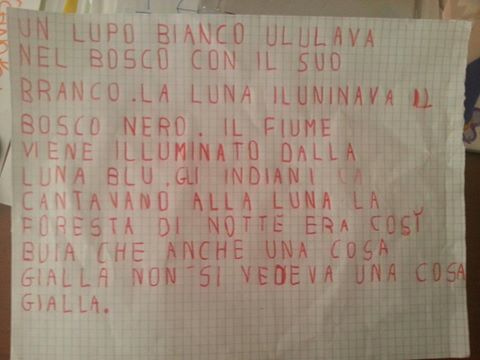 UN LUPO BIANCO ULULAVA
NEL BOSCO CON IL SUO
BRANCO. LA LUNA ILUNINAVA IL
BOSCO NERO. IL FIUME
VIENE ILLUMINATO DALLA
LUNA BLU. GLI INDIANI CA
CANTAVANO ALLA LUNA LA
FORESTA DI NOTTE ERA COSÌ
BUIA CHE ANCHE UNA COSA
GIALLA NON SI VEDEVA UNA COSA
GIALLA.